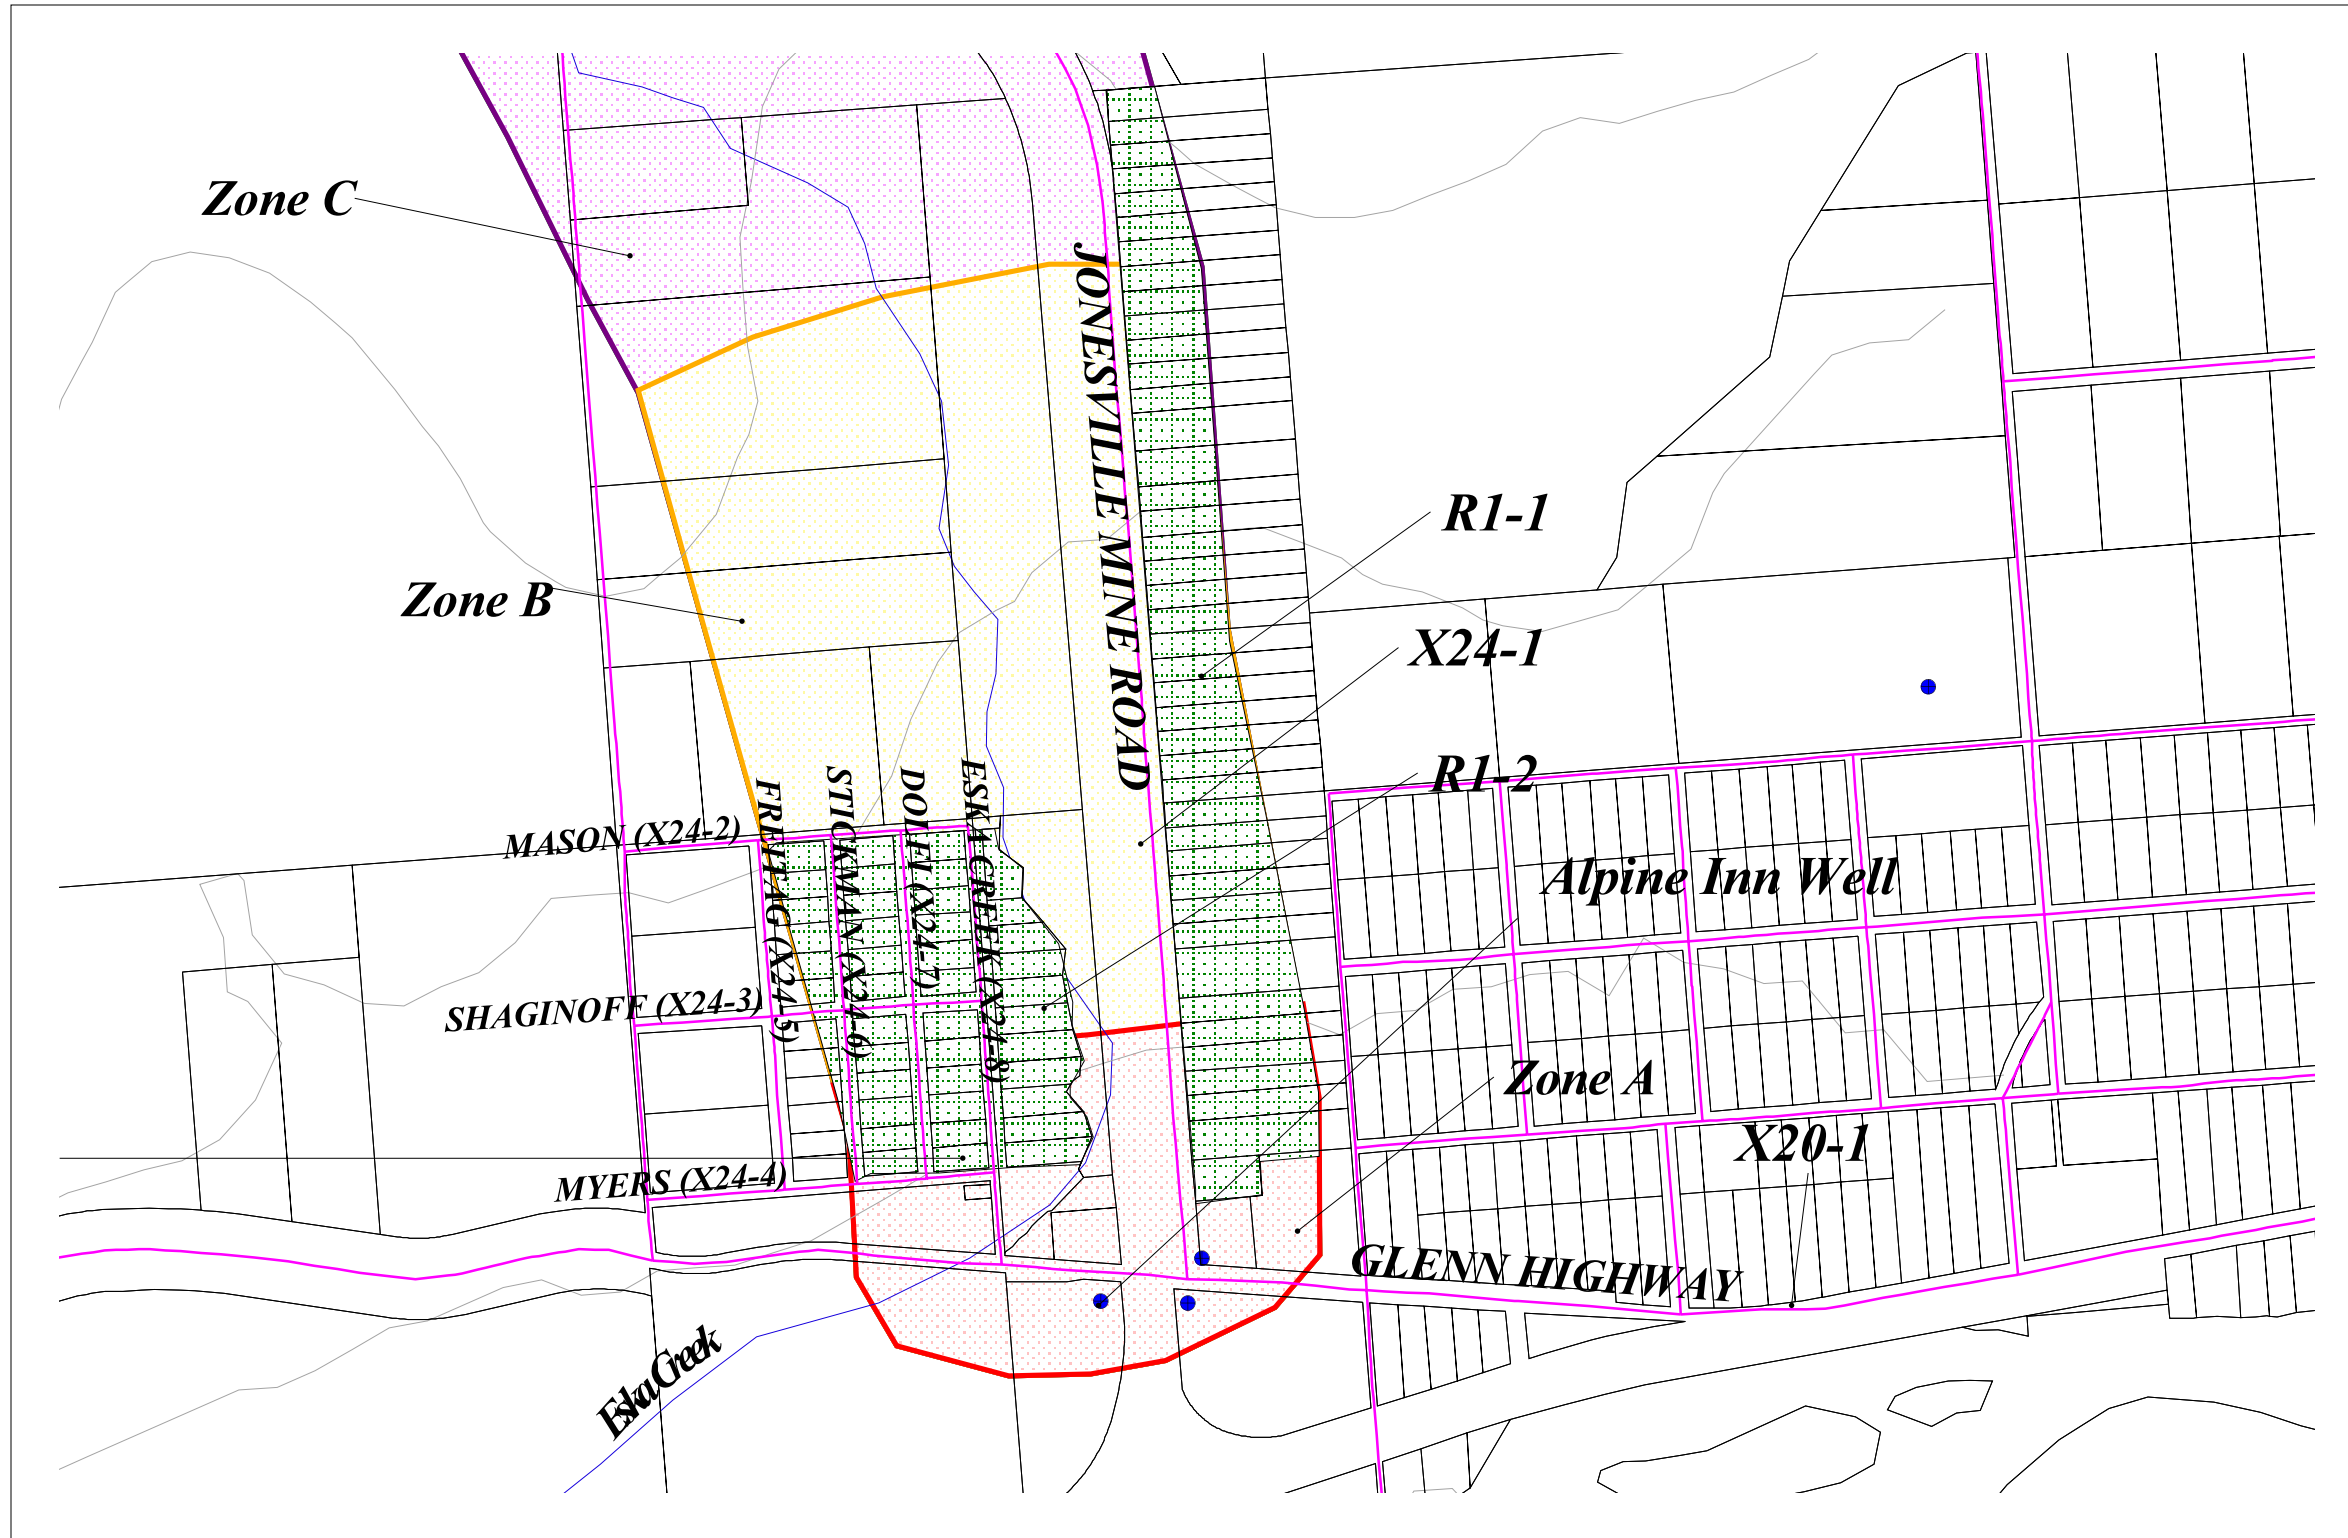 Zone C
JONESVILLE MINE ROAD
R1-1
Zone B
X24-1
R1-2
MASON (X24-2)
FREITAG (X24-5)
STICKMAN (X24-6)
DOLFI (X24-7)
ESKA CREEK (X24-8)
Alpine Inn Well
SHAGINOFF (X24-3)
Zone A
X20-1
MYERS (X24-4)
GLENN HIGHWAY
Eska Creek